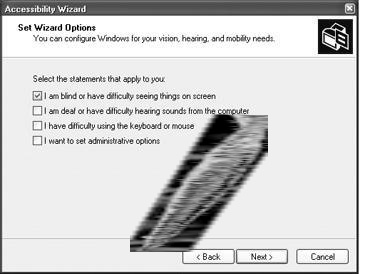 Accessibility Wizard
Set Wizard Options
You can configure Windows for your vision, hearing, and mobility needs.
Select the statements that apply to you:
I am blind or have difficulty seeing things on screen
I am deaf or have difficulty hearing sounds from the computer
I have difficulty using the keyboard or mouse
I want to set administrative options
< Back Next > Cancel